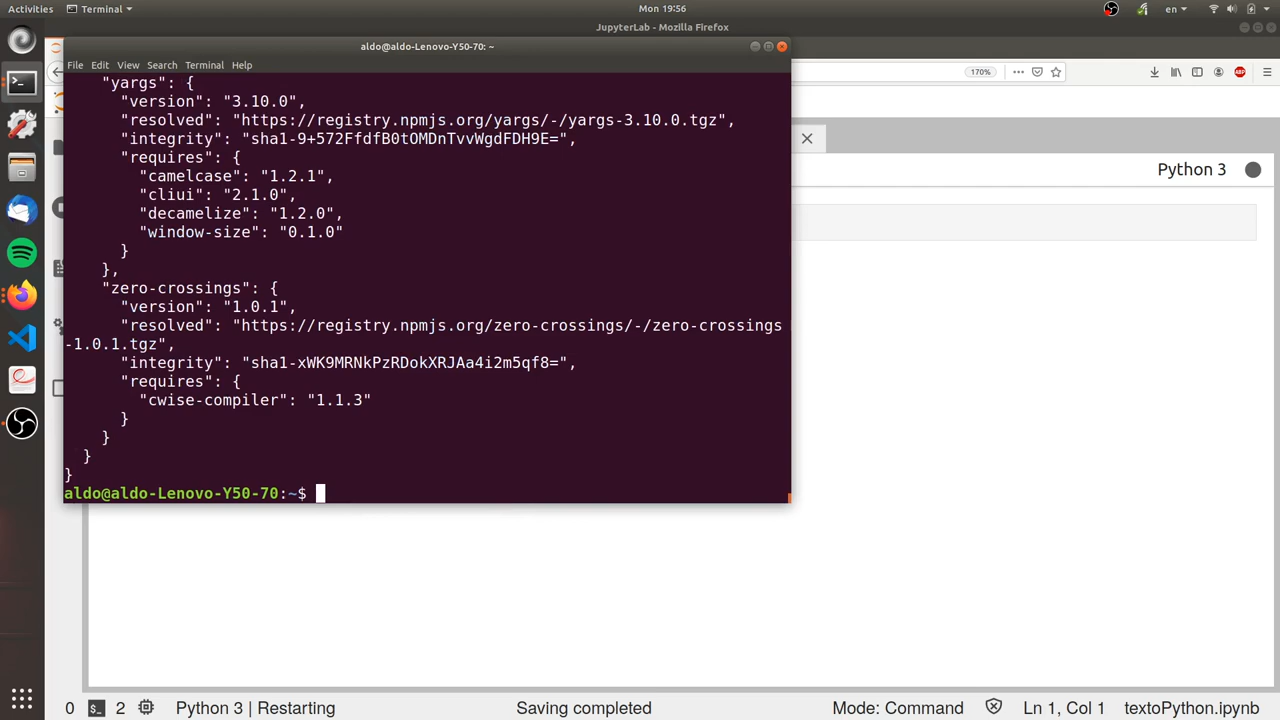 Activities
Terminal
Mon 19:56
en
JupyterLab - Mozilla Firefox
aldo@aldo-Lenovo-Y50-70: ~
File Edit View Search Terminal Help
170%
ABP
"yargs": {
"version": "3.10.0",
"resolved": "https://registry.npmjs.org/yargs/-/yargs-3.10.0.tgz",
"integrity": "sha1-9+572FfdfB0tOMDnTvvWgdFDH9E=",
"requires": {
"camelcase": "1.2.1",
"cliui": "2.1.0",
"decamelize": "1.2.0",
"window-size": "0.1.0"
}
},
"zero-crossings": {
"version": "1.0.1",
"resolved": "https://registry.npmjs.org/zero-crossings/-/zero-crossings
-1.0.1.tgz",
"integrity": "sha1-xWK9MRNkPzRDokXRJAa4i2m5qf8=",
"requires": {
"cwise-compiler": "1.1.3"
}
}
}
}
aldo@aldo-Lenovo-Y50-70:~$
Python 3
0
2
Python 3 | Restarting
Saving completed
Mode: Command
Ln 1, Col 1
textoPython.ipynb